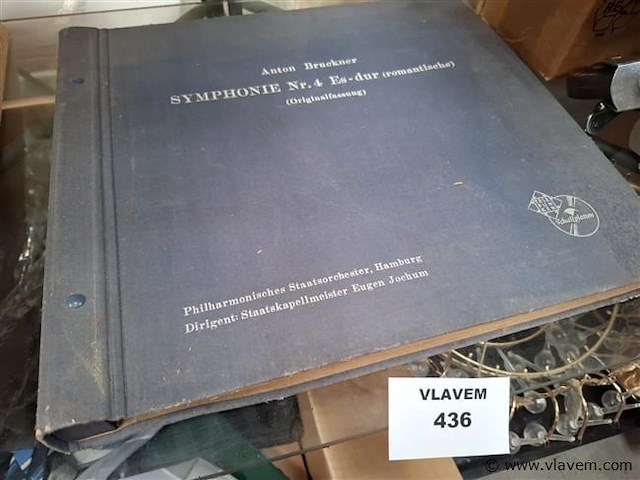 Anton Bruckner
SYMPHONIE Nr. 4 Es-dur (romantische)
(Originalfassung)
Philharmonisches Staatsorchester, Hamburg
Dirigent: Staatskapellmeister Eugen Jochum
VLAVEM
436
© www.vlavem.com